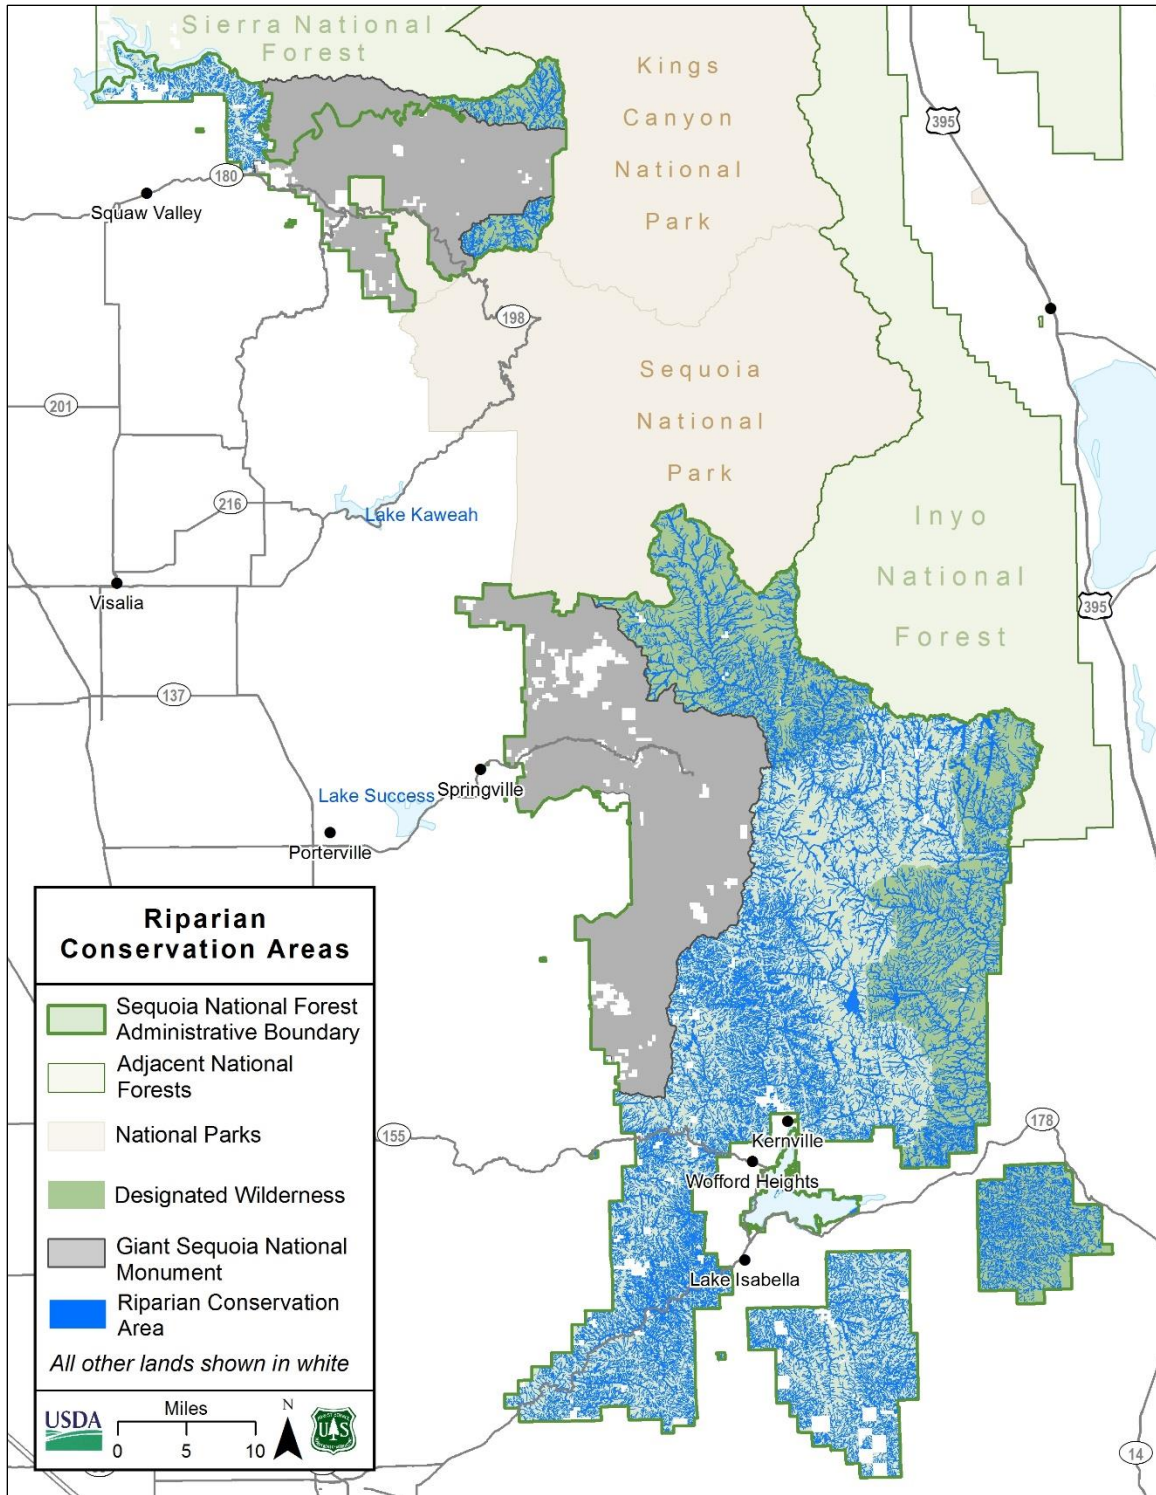 Sierra National
Forest
Kings
Canyon
National
Park
395
180
Squaw Valley
198
Sequoia
National
Park
201
216
Lake Kaweah
Inyo
National
Forest
Visalia
395
137
Springville
Lake Success
Porterville
Riparian
Conservation Areas
Sequoia National Forest
Administrative Boundary
Adjacent National
Forests
National Parks
Designated Wilderness
Giant Sequoia National
Monument
Riparian Conservation
Area
All other lands shown in white
USDA
Miles
0 5 10
N
U S
155
Kernville
178
Wofford Heights
Lake Isabella
14